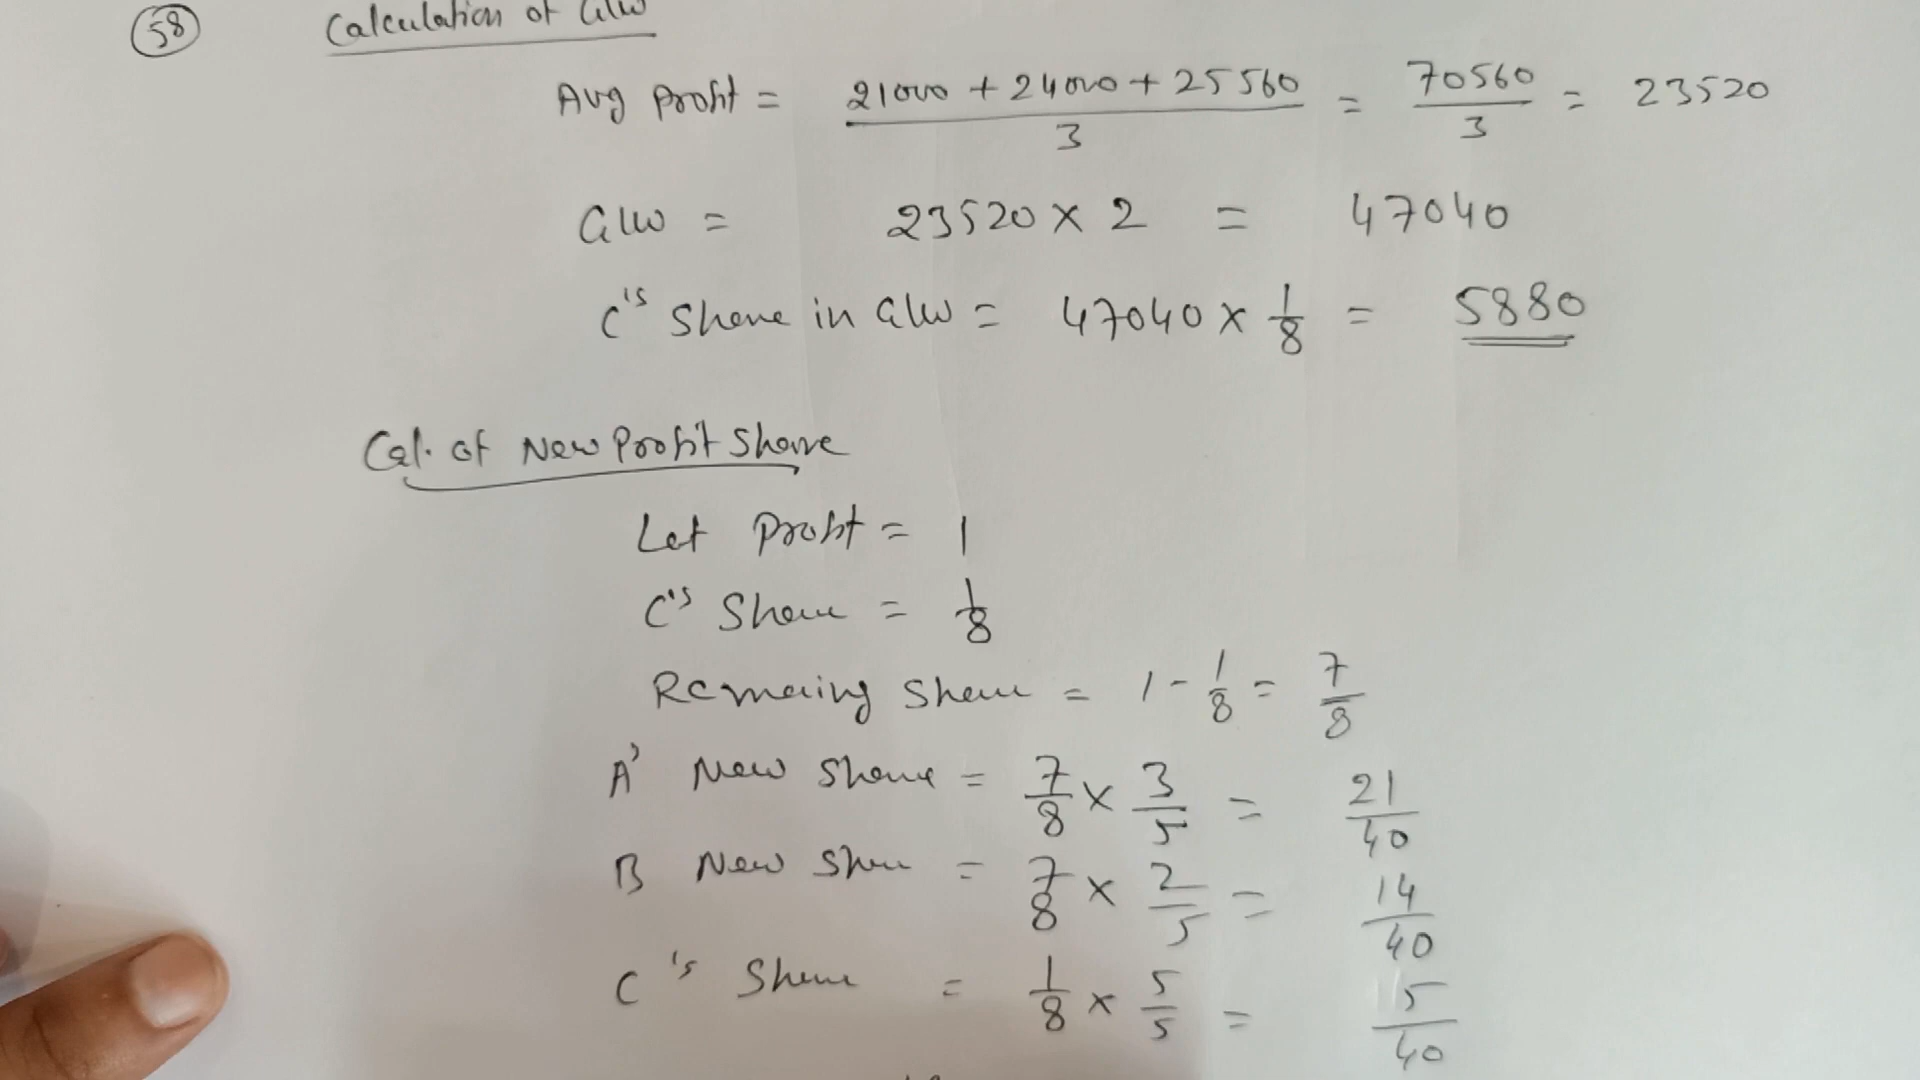 58 Calculation of G/w
Avg Profit = 21000 + 24000 + 25560 / 3 = 70560 / 3 = 23520
G/w = 23520 x 2 = 47040
C's Share in G/w = 47040 x 1/8 = 5880
Cal. of New Profit Share
Let Profit = 1
C's Share = 1/8
Remaing Share = 1 - 1/8 = 7/8
A' New Share = 7/8 x 3/5 = 21/40
B New Share = 7/8 x 2/5 = 14/40
C's Share = 1/8 x 5/5 = 5/40